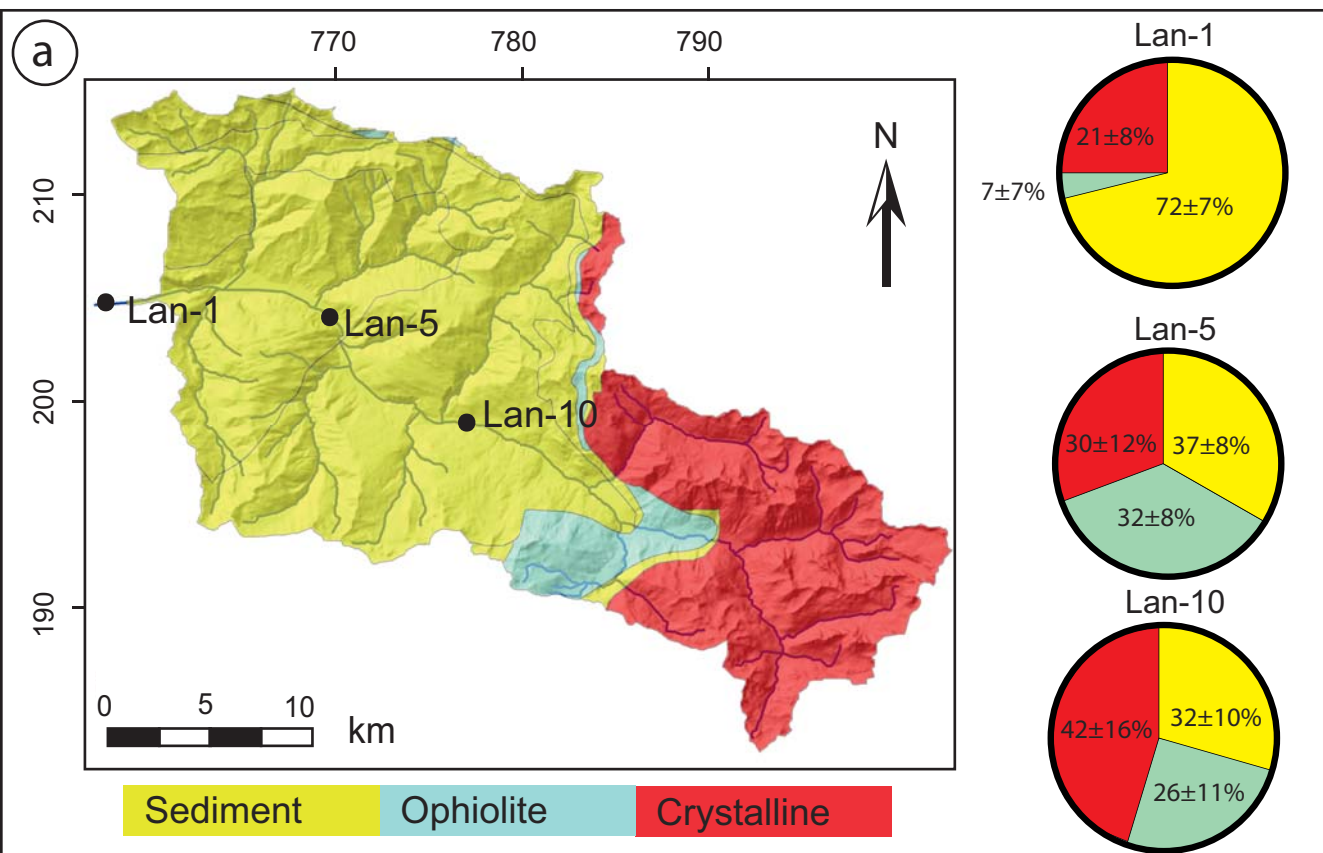 a
770 780 790
N
210
200
190
Lan-1
Lan-5
Lan-10
0 5 10
km
Sediment Ophiolite Crystalline
Lan-1
21±8%
7±7%
72±7%
Lan-5
30±12% 37±8%
32±8%
Lan-10
42±16% 32±10%
26±11%